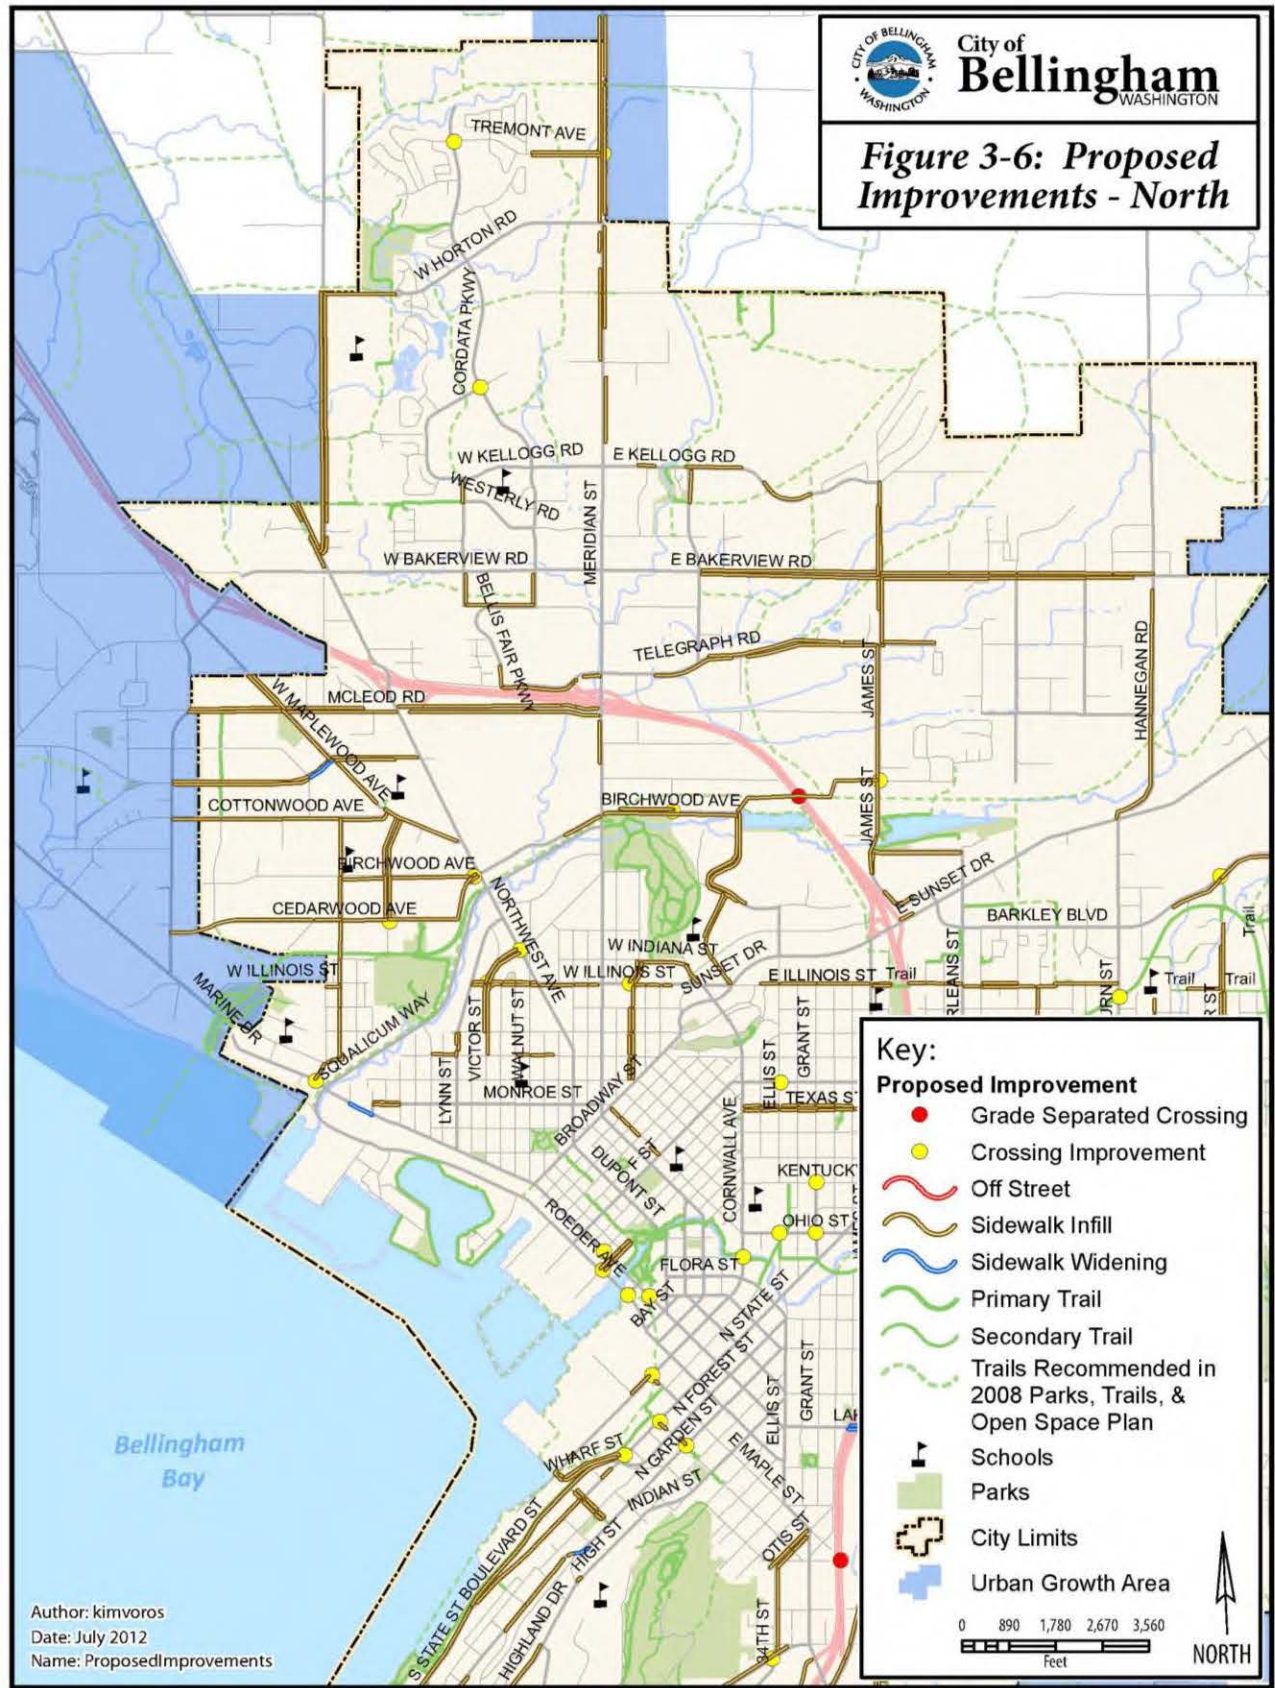 CITY OF BELLINGHAM
WASHINGTON
City of
Bellingham
WASHINGTON
Figure 3-6: Proposed
Improvements - North
TREMONT AVE
W HORTON RD
CORDATA PKWY
W KELLOGG RD
E KELLOGG RD
WESTERLY RD
MERIDIAN ST
W BAKERVIEW RD
E BAKERVIEW RD
BELLIS FAIR PKWY
TELEGRAPH RD
JAMES ST
HANNEGAN RD
MCLEOD RD
W MAPLEWOOD AVE
COTTONWOOD AVE
BIRCHWOOD AVE
JAMES ST
BIRCHWOOD AVE
E SUNSET DR
CEDARWOOD AVE
NORTHWEST AVE
BARKLEY BLVD
Trail
W INDIANA ST
SUNSET DR
W ILLINOIS ST
W ILLINOIS ST
E ILLINOIS ST
Trail
RLEANS ST
Trail
Trail
URN ST
R ST
MARINE DR
SQUALICUM WAY
VICTOR ST
WALNUT ST
LYNN ST
MONROE ST
BROADWAY ST
GRANT ST
ELLIS ST
TEXAS S
CORNWALL AVE
F ST
DUPONT ST
KENTUCK
OHIO ST
ROEDER AVE
FLORA ST
BAY ST
N STATE ST
N FOREST ST
GRANT ST
ELLIS ST
N GARDEN ST
E MAPLE ST
LA
WHARF ST
INDIAN ST
HIGH ST
OTIS ST
S STATE ST BOULEVARD ST
HIGHLAND DR
34TH ST
Bellingham
Bay
Key:
Proposed Improvement
Grade Separated Crossing
Crossing Improvement
Off Street
Sidewalk Infill
Sidewalk Widening
Primary Trail
Secondary Trail
Trails Recommended in
2008 Parks, Trails, &
Open Space Plan
Schools
Parks
City Limits
Urban Growth Area
0 890 1,780 2,670 3,560
Feet
NORTH
Author: kimvoros
Date: July 2012
Name: ProposedImprovements